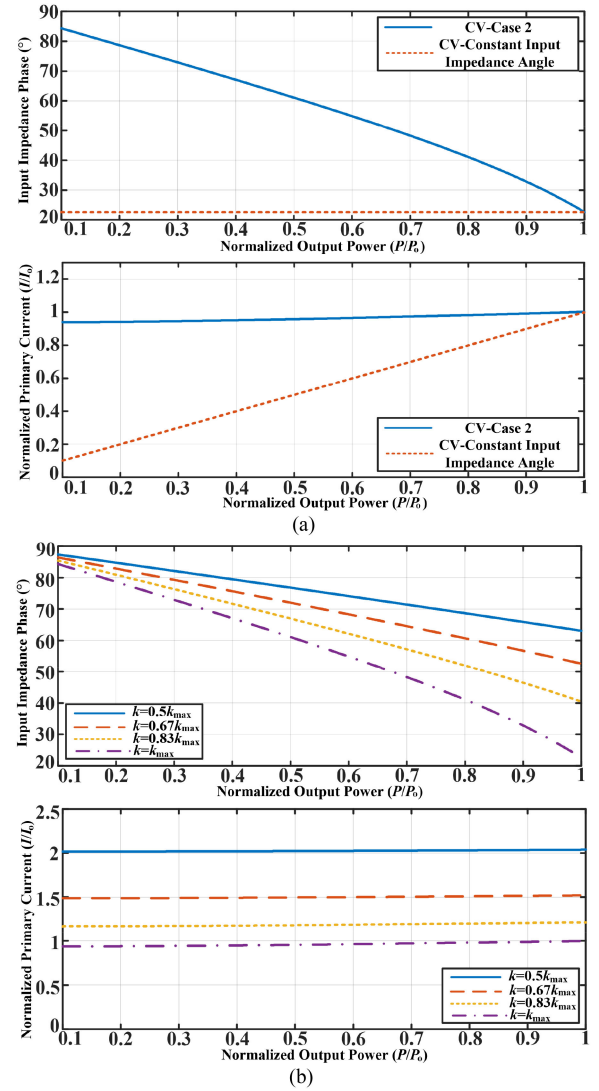 90
80
70
60
50
40
30
20
Input Impedance Phase (°)
CV-Case 2
CV-Constant Input
Impedance Angle
0.1 0.2 0.3 0.4 0.5 0.6 0.7 0.8 0.9 1
Normalized Output Power (P/Po)
1.2
1
0.8
0.6
0.4
0.2
0
Normalized Primary Current (I/Io)
CV-Case 2
CV-Constant Input
Impedance Angle
0.1 0.2 0.3 0.4 0.5 0.6 0.7 0.8 0.9 1
Normalized Output Power (P/Po)
(a)
90
80
70
60
50
40
30
20
Input Impedance Phase (°)
k=0.5kmax
k=0.67kmax
k=0.83kmax
k=kmax
0.1 0.2 0.3 0.4 0.5 0.6 0.7 0.8 0.9 1
Normalized Output Power (P/Po)
2.5
2
1.5
1
0.5
0
Normalized Primary Current (I/Io)
k=0.5kmax
k=0.67kmax
k=0.83kmax
k=kmax
0.1 0.2 0.3 0.4 0.5 0.6 0.7 0.8 0.9 1
Normalized Output Power (P/Po)
(b)